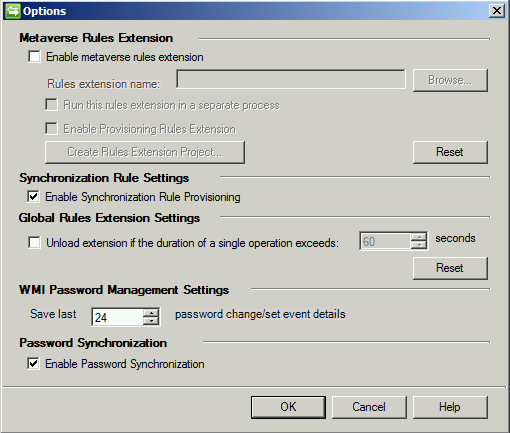 Options
Metaverse Rules Extension
Enable metaverse rules extension
Rules extension name: Browse...
Run this rules extension in a separate process
Enable Provisioning Rules Extension
Create Rules Extension Project... Reset
Synchronization Rule Settings
Enable Synchronization Rule Provisioning
Global Rules Extension Settings
Unload extension if the duration of a single operation exceeds: 60 seconds
Reset
WMI Password Management Settings
Save last 24 password change/set event details
Password Synchronization
Enable Password Synchronization
OK Cancel Help